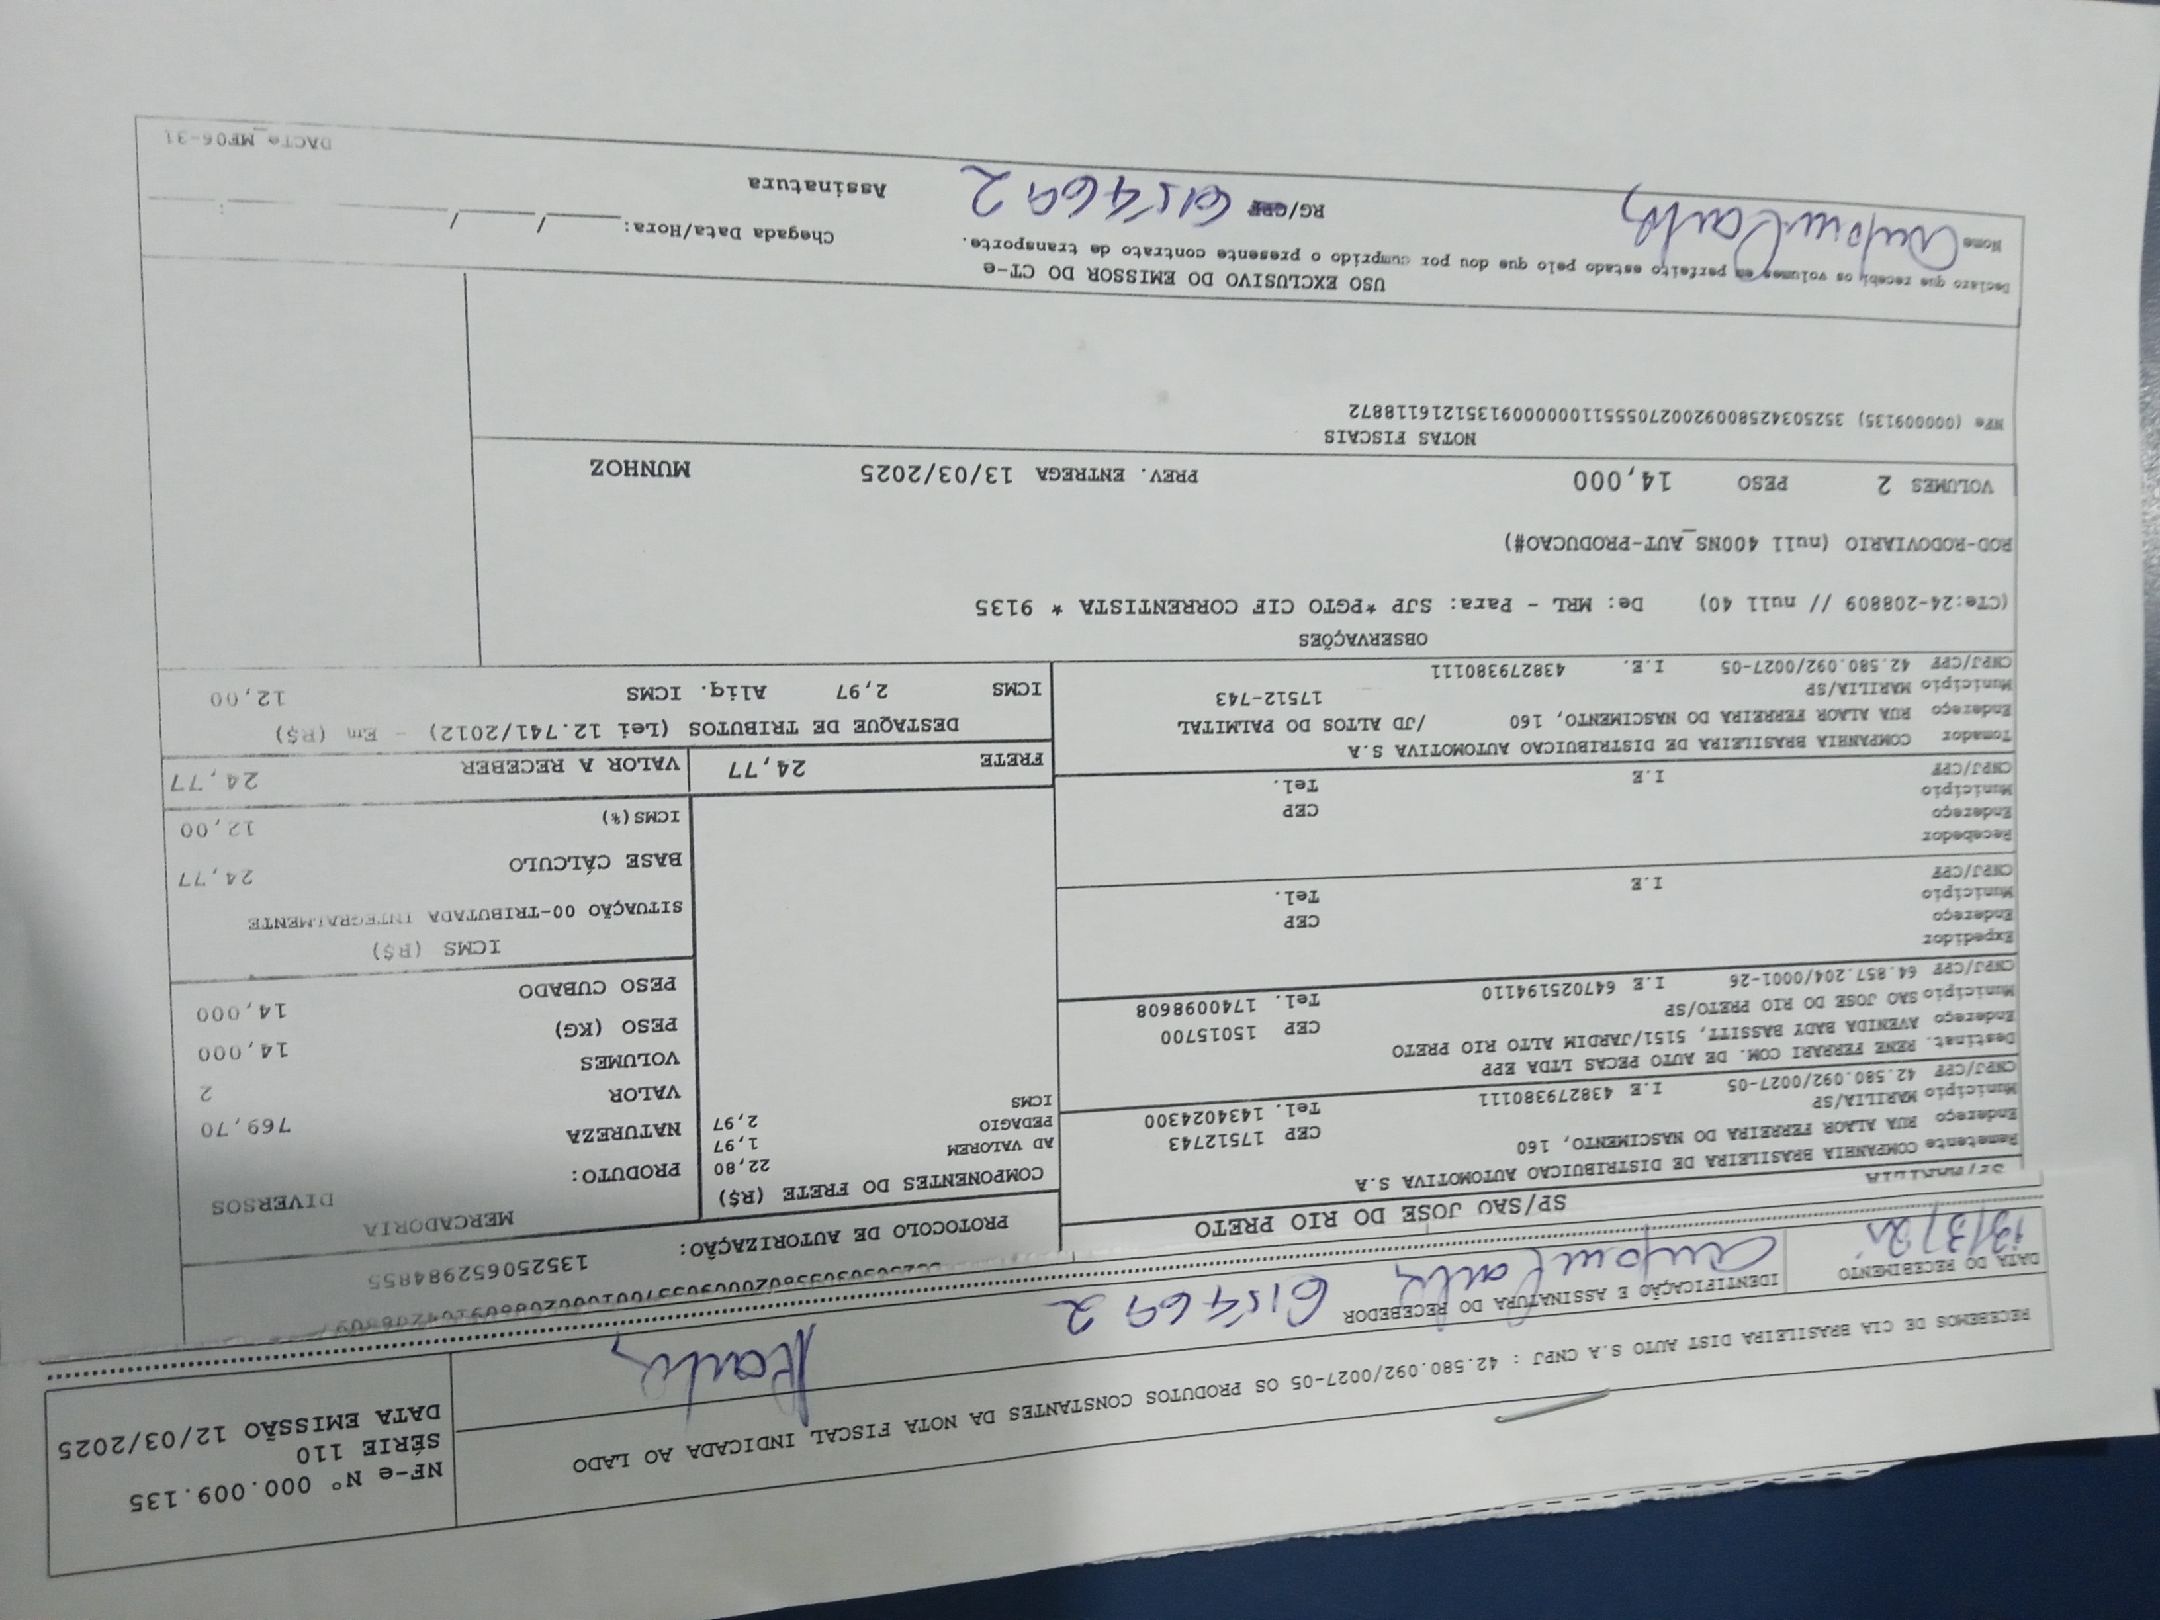 RECEBEMOS DE CIA BRASILEIRA DIST AUTO S.A CNPJ : 42.580.092/0027-05 OS PRODUTOS CONSTANTES DA NOTA FISCAL INDICADA AO LADO
NF-e N° 000.009.135
SÉRIE 110
DATA EMISSÃO 12/03/2025
DATA DO RECEBIMENTO
13/3/25
IDENTIFICAÇÃO E ASSINATURA DO RECEBEDOR
6154692
SP/MARILIA
SP/SAO JOSE DO RIO PRETO
PROTOCOLO DE AUTORIZAÇÃO: 135250652984855
Remetente COMPANHIA BRASILEIRA DE DISTRIBUICAO AUTOMOTIVA S.A
Endereço RUA ALAOR FERREIRA DO NASCIMENTO, 160 CEP 17512743
Município MARILIA/SP Tel. 1434024300
CNPJ/CPF 42.580.092/0027-05 I.E 438279380111
Destinat. RENE FERRARI COM. DE AUTO PECAS LTDA EPP
Endereço AVENIDA BADY BASSITT, 5151/JARDIM ALTO RIO PRETO CEP 15015700
Município SAO JOSE DO RIO PRETO/SP Tel. 1740098608
CNPJ/CPF 64.857.204/0001-26 I.E 647025194110
Expedidor
Endereço CEP
Município Tel.
CNPJ/CPF I.E
Recebedor
Endereço CEP
Município Tel.
CNPJ/CPF I.E
Tomador COMPANHIA BRASILEIRA DE DISTRIBUICAO AUTOMOTIVA S.A
Endereço RUA ALAOR FERREIRA DO NASCIMENTO, 160 /JD ALTOS DO PALMITAL
Município MARILIA/SP 17512-743
CNPJ/CPF 42.580.092/0027-05 I.E. 438279380111
COMPONENTES DO FRETE (R$)
AD VALOREM 22,80
PEDAGIO 1,97
ICMS 2,97
MERCADORIA
PRODUTO: DIVERSOS
NATUREZA
VALOR 769,70
VOLUMES 2
PESO (KG) 14,000
PESO CUBADO 14,000
ICMS (R$)
SITUAÇÃO 00-TRIBUTADA INTEGRALMENTE
BASE CÁLCULO 24,77
ICMS(%) 12,00
FRETE 24,77 VALOR A RECEBER 24,77
DESTAQUE DE TRIBUTOS (Lei 12.741/2012) - Em (R$)
ICMS 2,97 Aliq. ICMS 12,00
OBSERVAÇÕES
(CTe:24-208809 // null 40) De: MRL - Para: SJP *PGTO CIF CORRENTISTA * 9135
ROD-RODOVIARIO (null 400NS_AUT-PRODUCAO#)
VOLUMES 2 PESO 14,000 PREV. ENTREGA 13/03/2025 MUNHOZ
NOTAS FISCAIS
NFe (000009135) 35250342580092002705551100000091351216118872
USO EXCLUSIVO DO EMISSOR DO CT-e
Declaro que recebi os volumes em perfeito estado pelo que dou por cumprido o presente contrato de transporte.
Nome
RG/CPF 6154692
Chegada Data/Hora: / / :
Assinatura
DACTe_MF06-31